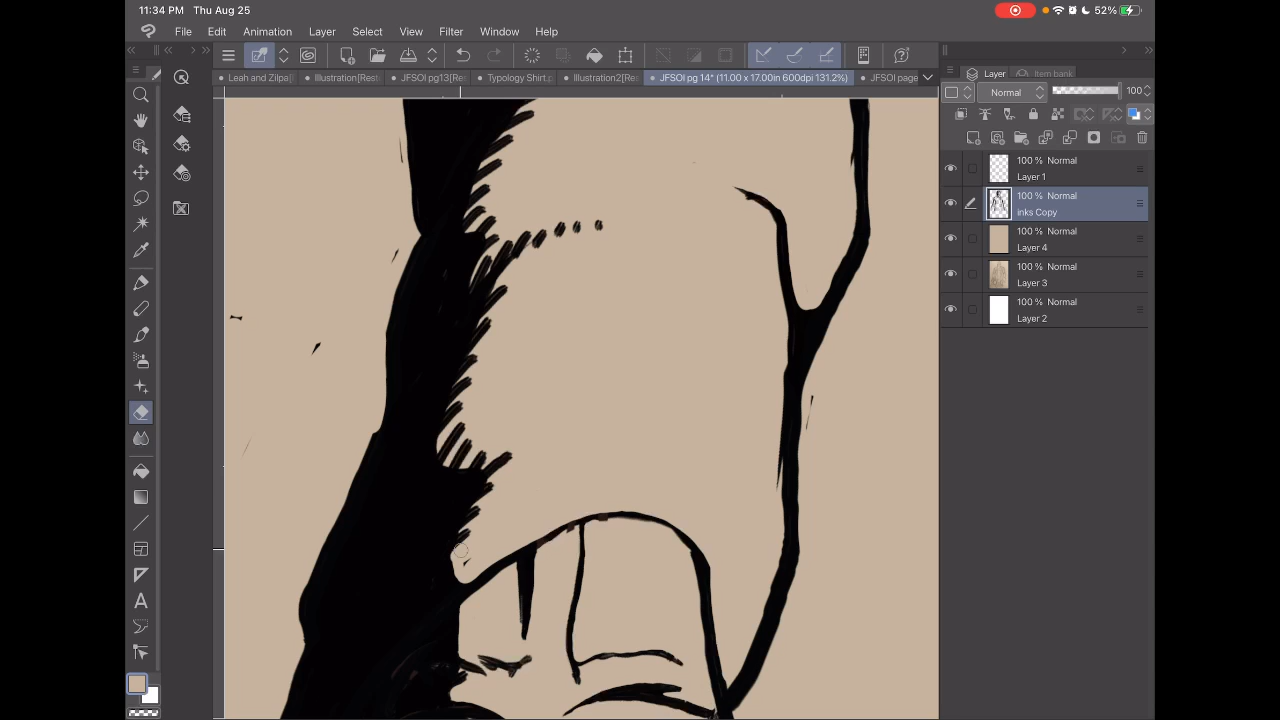 11:34 PM Thu Aug 25
52%
File Edit Animation Layer Select View Filter Window Help
Leah and Zilpa[ Illustration[Rest JFSOI pg13[Re Typology Shirt. Illustration2[Res JFSOI pg 14* (11.00 x 17.00in 600dpi 131.2%) JFSOI page
Layer Item bank
Normal 100
100 % Normal
Layer 1
100 % Normal
inks Copy
100 % Normal
Layer 4
100 % Normal
Layer 3
100 % Normal
Layer 2